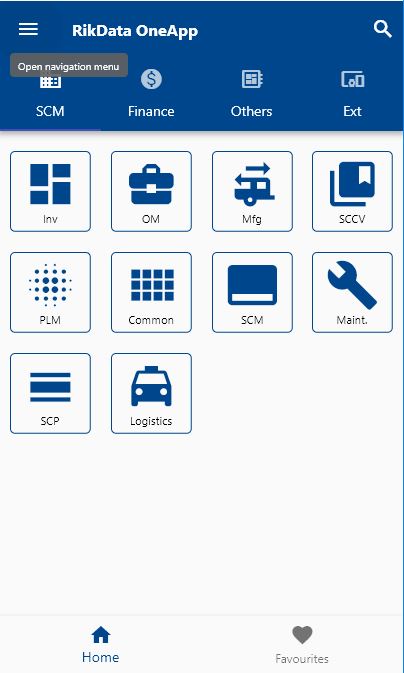 RikData OneApp
Open navigation menu
SCM Finance Others Ext
Inv OM Mfg SCCV
PLM Common SCM Maint.
SCP Logistics
Home Favourites